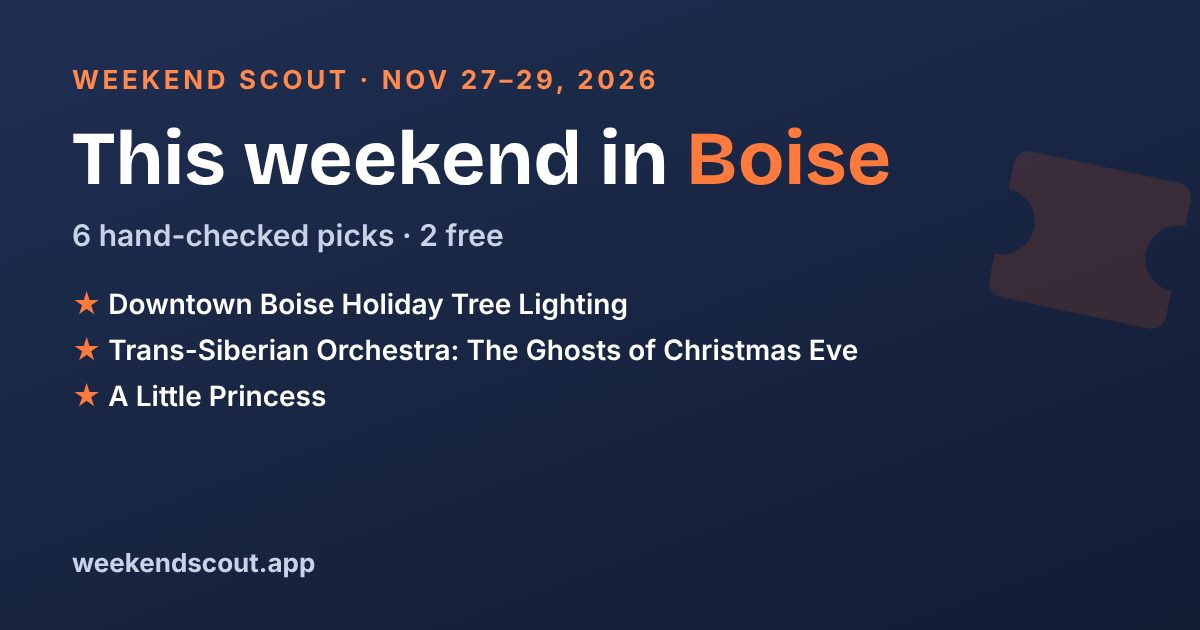 WEEKEND SCOUT · NOV 27–29, 2026
This weekend in Boise
6 hand-checked picks · 2 free
★ Downtown Boise Holiday Tree Lighting
★ Trans-Siberian Orchestra: The Ghosts of Christmas Eve
★ A Little Princess
weekendscout.app